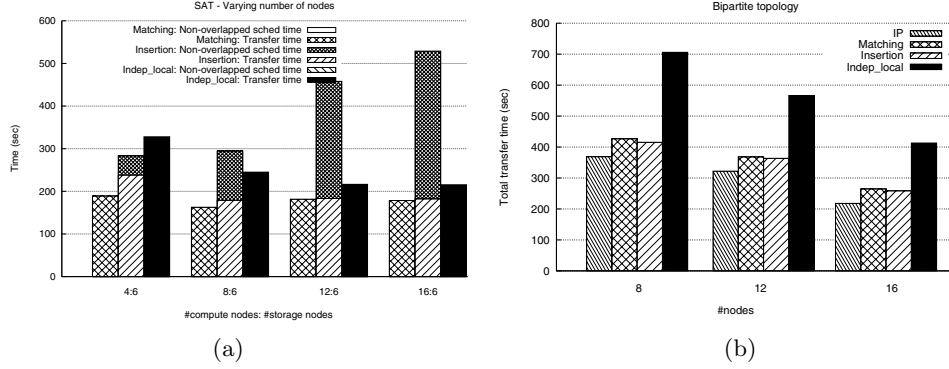 SAT - Varying number of nodes
600
500
400
300
200
100
0
Time (sec)
Matching: Non-overlapped sched time
Matching: Transfer time
Insertion: Non-overlapped sched time
Insertion: Transfer time
Indep_local: Non-overlapped sched time
Indep_local: Transfer time
4:6 8:6 12:6 16:6
#compute nodes: #storage nodes
(a)
Bipartite topology
800
700
600
500
400
300
200
100
0
Total transfer time (sec)
IP
Matching
Insertion
Indep_local
8 12 16
#nodes
(b)